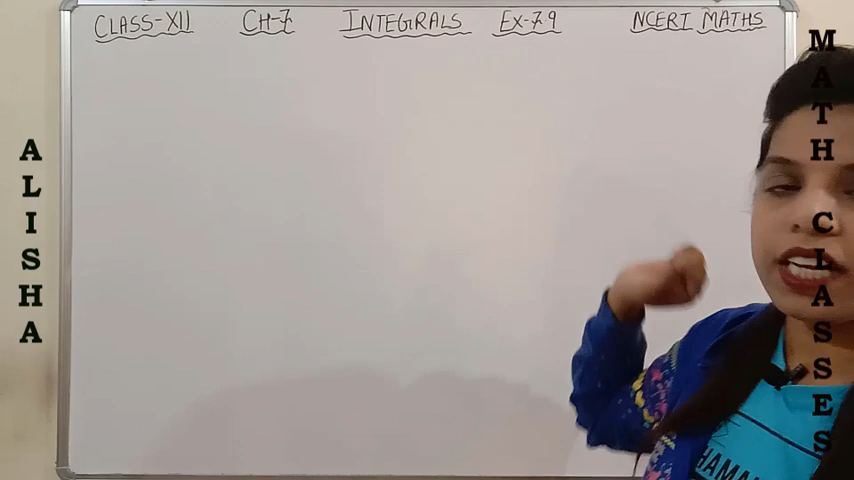 CLASS-XII CH-7 INTEGRALS EX-7.9 NCERT MATHS
ALISHA
MATH CLASSES